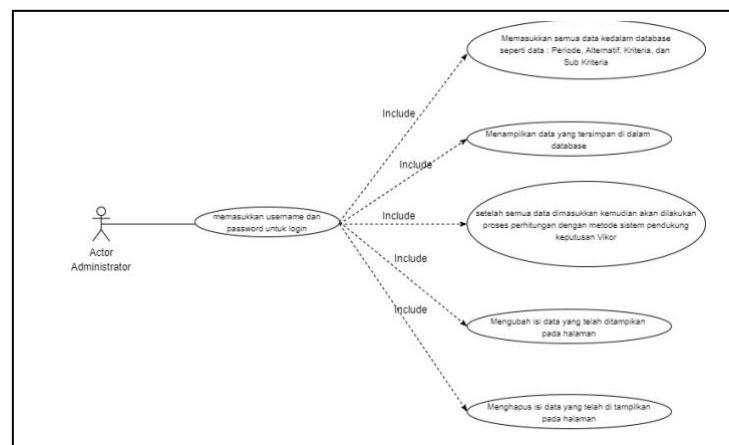 Memasukkan semua data kedalam database
seperti data : Periode, Alternatif, Kriteria, dan
Sub Kriteria
Include
Include
Menampilkan data yang tersimpan di dalam
database
memasukkan username dan
password untuk login
Include
setelah semua data dimasukkan kemudian akan dilakukan
proses perhitungan dengan metode sistem pendukung
keputusan Vikor
Actor
Administrator
Include
Include
Mengubah isi data yang telah ditampikan
pada halaman
Menghapus isi data yang telah di tamplikan
pada halaman